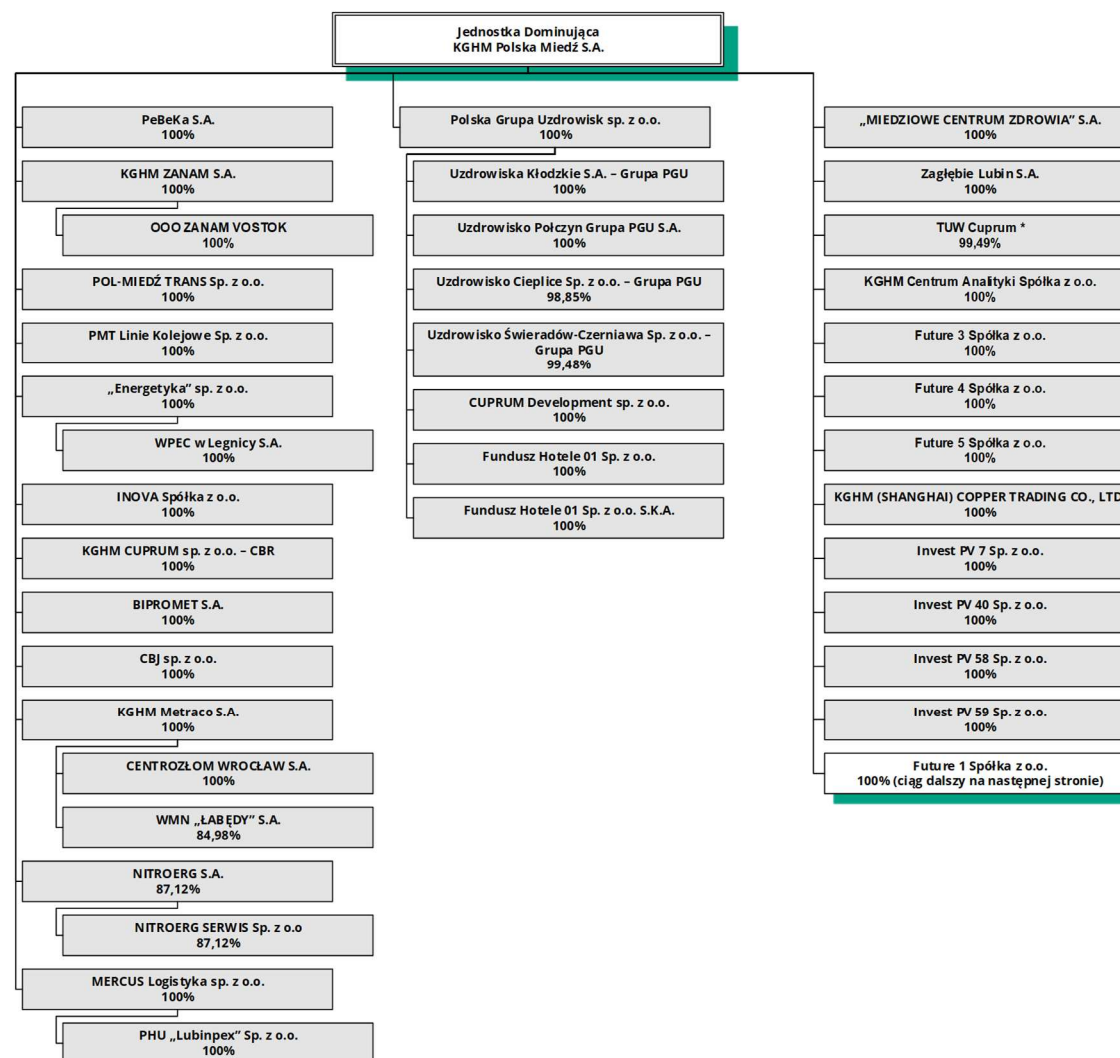 Jednostka Dominująca
KGHM Polska Miedź S.A.
PeBeKa S.A.
100%
KGHM ZANAM S.A.
100%
OOO ZANAM VOSTOK
100%
POL-MIEDŹ TRANS Sp. z o.o.
100%
PMT Linie Kolejowe Sp. z o.o.
100%
„Energetyka” sp. z o.o.
100%
WPEC w Legnicy S.A.
100%
INOVA Spółka z o.o.
100%
KGHM CUPRUM sp. z o.o. – CBR
100%
BIPROMET S.A.
100%
CBJ sp. z o.o.
100%
KGHM Metraco S.A.
100%
CENTROZŁOM WROCŁAW S.A.
100%
WMN „ŁABĘDY” S.A.
84,98%
NITROERG S.A.
87,12%
NITROERG SERWIS Sp. z o.o
87,12%
MERCUS Logistyka sp. z o.o.
100%
PHU „Lubinpex” Sp. z o.o.
100%
Polska Grupa Uzdrowisk sp. z o.o.
100%
Uzdrowiska Kłodzkie S.A. – Grupa PGU
100%
Uzdrowisko Połczyn Grupa PGU S.A.
100%
Uzdrowisko Cieplice Sp. z o.o. – Grupa PGU
98,85%
Uzdrowisko Świeradów-Czerniawa Sp. z o.o. –
Grupa PGU
99,48%
CUPRUM Development sp. z o.o.
100%
Fundusz Hotele 01 Sp. z o.o.
100%
Fundusz Hotele 01 Sp. z o.o. S.K.A.
100%
„MIEDZIOWE CENTRUM ZDROWIA” S.A.
100%
Zagłębie Lubin S.A.
100%
TUW Cuprum *
99,49%
KGHM Centrum Analityki Spółka z o.o.
100%
Future 3 Spółka z o.o.
100%
Future 4 Spółka z o.o.
100%
Future 5 Spółka z o.o.
100%
KGHM (SHANGHAI) COPPER TRADING CO., LTD
100%
Invest PV 7 Sp. z o.o.
100%
Invest PV 40 Sp. z o.o.
100%
Invest PV 58 Sp. z o.o.
100%
Invest PV 59 Sp. z o.o.
100%
Future 1 Spółka z o.o.
100% (ciąg dalszy na następnej stronie)